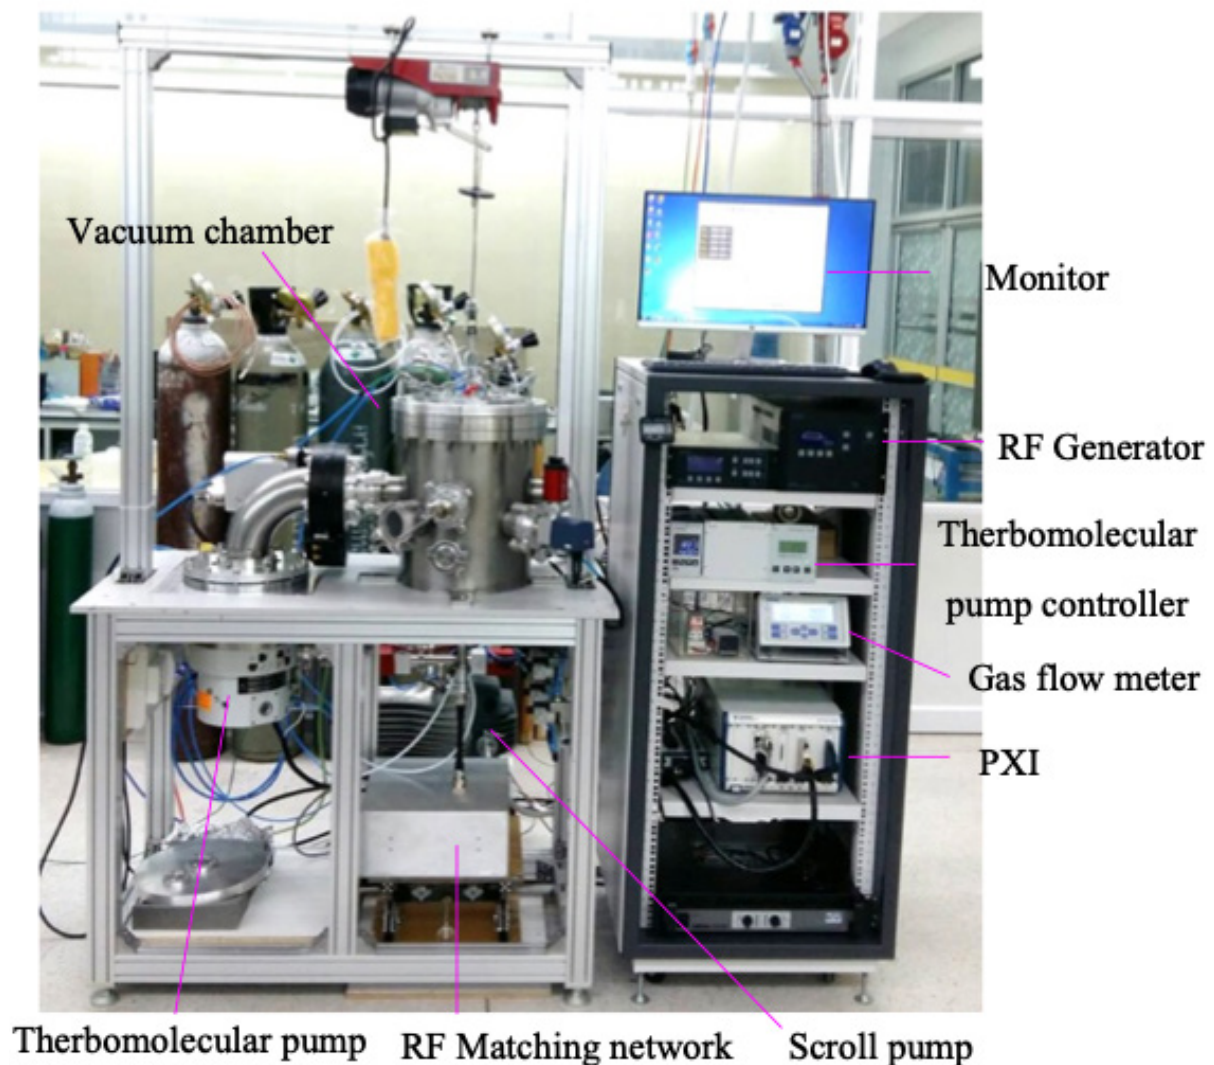 Vacuum chamber
Monitor
RF Generator
Therbomolecular
pump controller
Gas flow meter
PXI
Therbomolecular pump
RF Matching network
Scroll pump